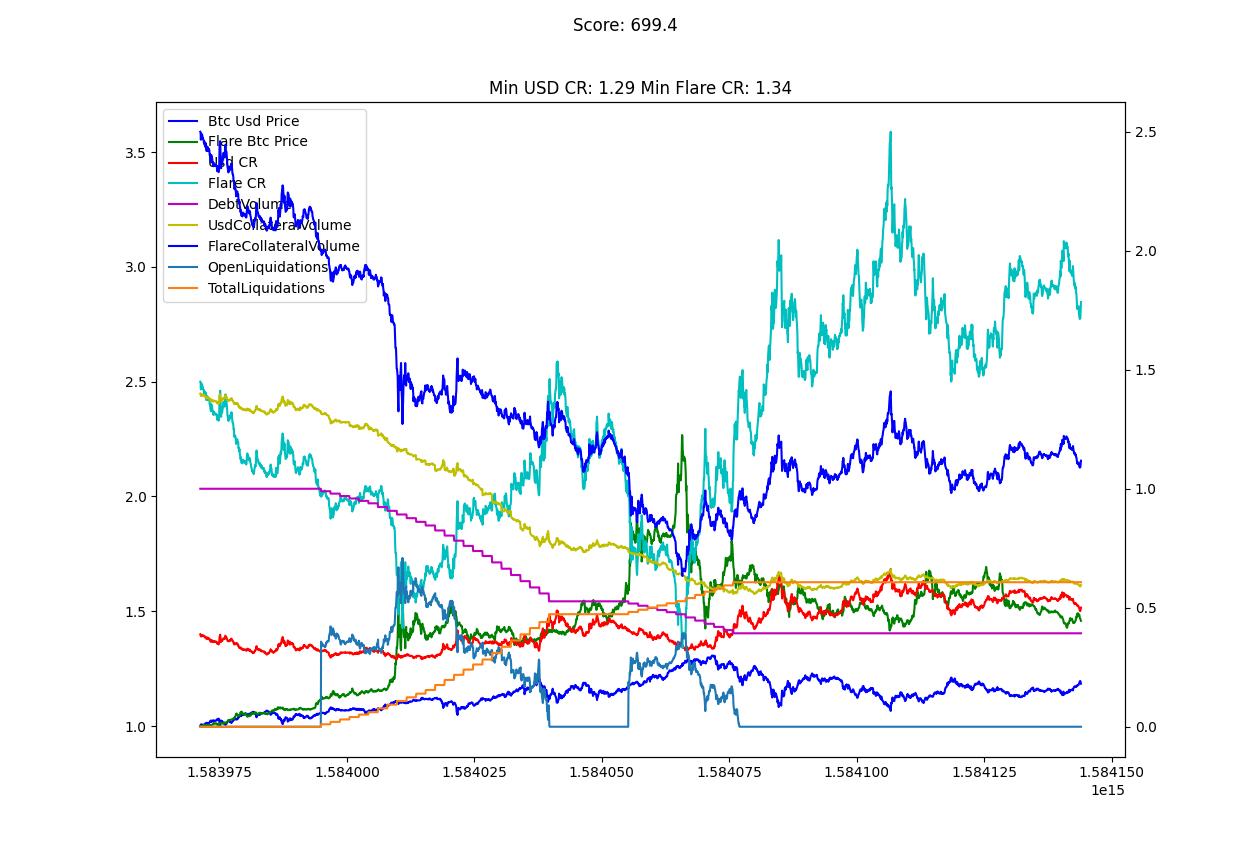 Score: 699.4
Min USD CR: 1.29 Min Flare CR: 1.34
Btc Usd Price
Flare Btc Price
Usd CR
Flare CR
DebtVolume
UsdCollateralVolume
FlareCollateralVolume
OpenLiquidations
TotalLiquidations
3.5
3.0
2.5
2.0
1.5
1.0
2.5
2.0
1.5
1.0
0.5
0.0
1.583975
1.584000
1.584025
1.584050
1.584075
1.584100
1.584125
1.584150
1e15